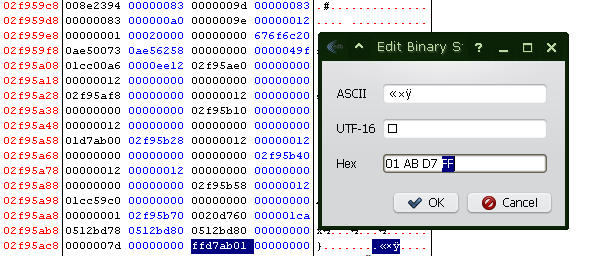 02f959c8 008e2394 00000083 0000009d 00000083 .#..
02f959d8 00000083 000000a0 0000009e 00000012
02f959e8 00000001 00020000 00000000 676f6c20
02f959f8 0ae50073 0ae56258 00000000 0000049f
02f95a08 01cc00a6 0000ee12 02f95ae0 00000000
02f95a18 00000012 00000000 00000000 00000000
02f95a28 02f95af8 00000000 00000012 00000000
02f95a38 00000000 00000000 02f95b10 00000000
02f95a48 00000012 00000000 00000000 00000012
02f95a58 01d7ab00 02f95b28 00000000 00000012
02f95a68 00000000 00000000 00000000 02f95b40
02f95a78 00000000 00000012 00000000 00000000
02f95a88 00000000 00000000 02f95b58 00000012
02f95a98 01cc59c0 00000000 00000000 00000000
02f95aa8 00000001 02f95b70 0020d760 000001ca
02f95ab8 0512bd78 0512bd80 0512bd80 00000000
02f95ac8 0000007d 00000000 ffd7ab01 00000000 }........«×ÿ....
Edit Binary S
ASCII «×ÿ
UTF-16 □
Hex 01 AB D7 FF
OK Cancel